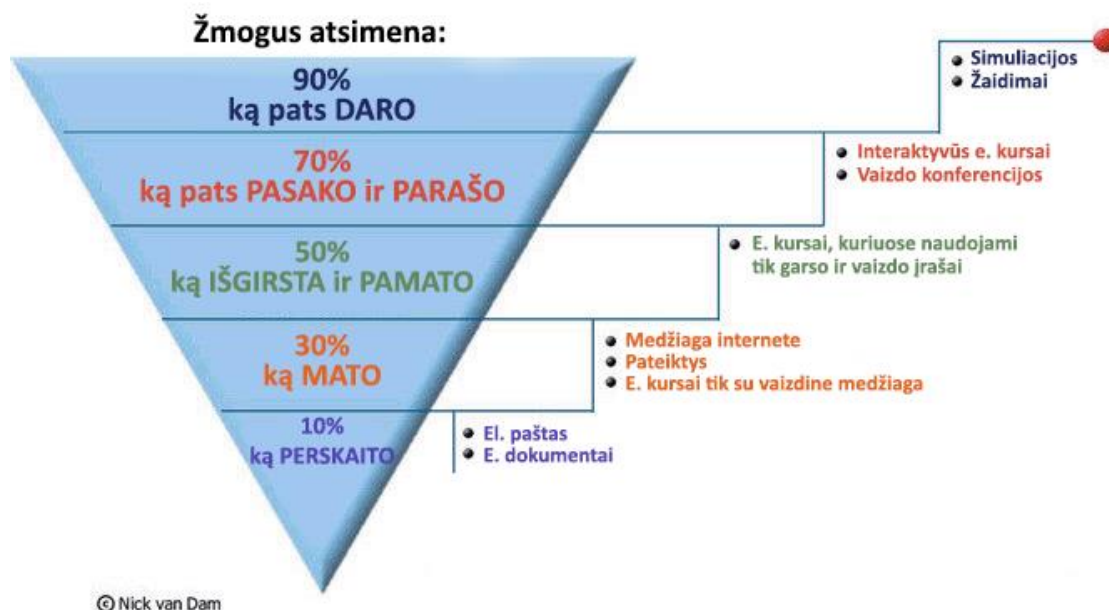 Žmogus atsimena:
90%
ką pats DARO
Simuliacijos
Žaidimai
70%
ką pats PASAKO ir PARAŠO
Interaktyvūs e. kursai
Vaizdo konferencijos
50%
ką IŠGIRSTA ir PAMATO
E. kursai, kuriuose naudojami
tik garso ir vaizdo įrašai
30%
ką MATO
Medžiaga internete
Pateiktys
E. kursai tik su vaizdine medžiaga
10%
ką PERSKAITO
El. paštas
E. dokumentai
© Nick van Dam